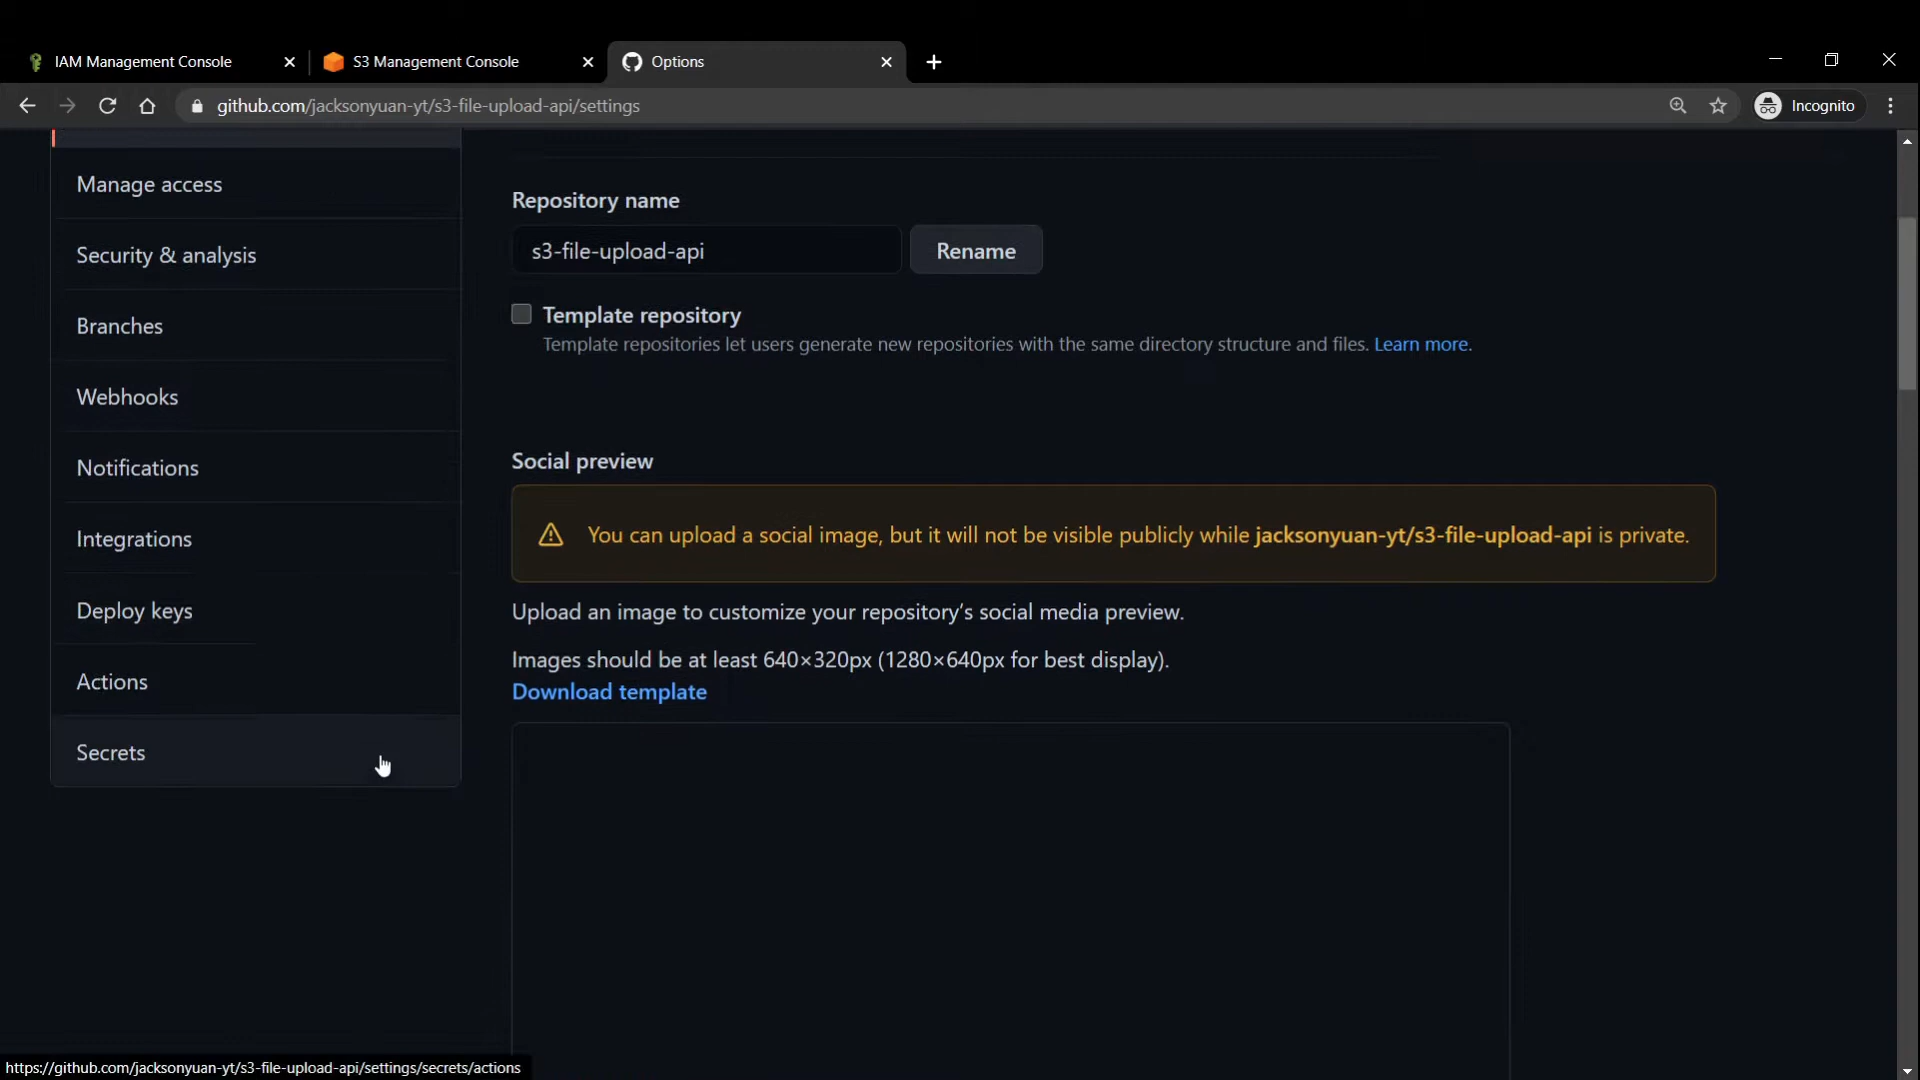 IAM Management Console
S3 Management Console
Options
github.com/jacksonyuan-yt/s3-file-upload-api/settings
Incognito
Manage access
Security & analysis
Branches
Webhooks
Notifications
Integrations
Deploy keys
Actions
Secrets
Repository name
s3-file-upload-api
Rename
Template repository
Template repositories let users generate new repositories with the same directory structure and files. Learn more.
Social preview
You can upload a social image, but it will not be visible publicly while jacksonyuan-yt/s3-file-upload-api is private.
Upload an image to customize your repository's social media preview.
Images should be at least 640×320px (1280×640px for best display).
Download template
https://github.com/jacksonyuan-yt/s3-file-upload-api/settings/secrets/actions